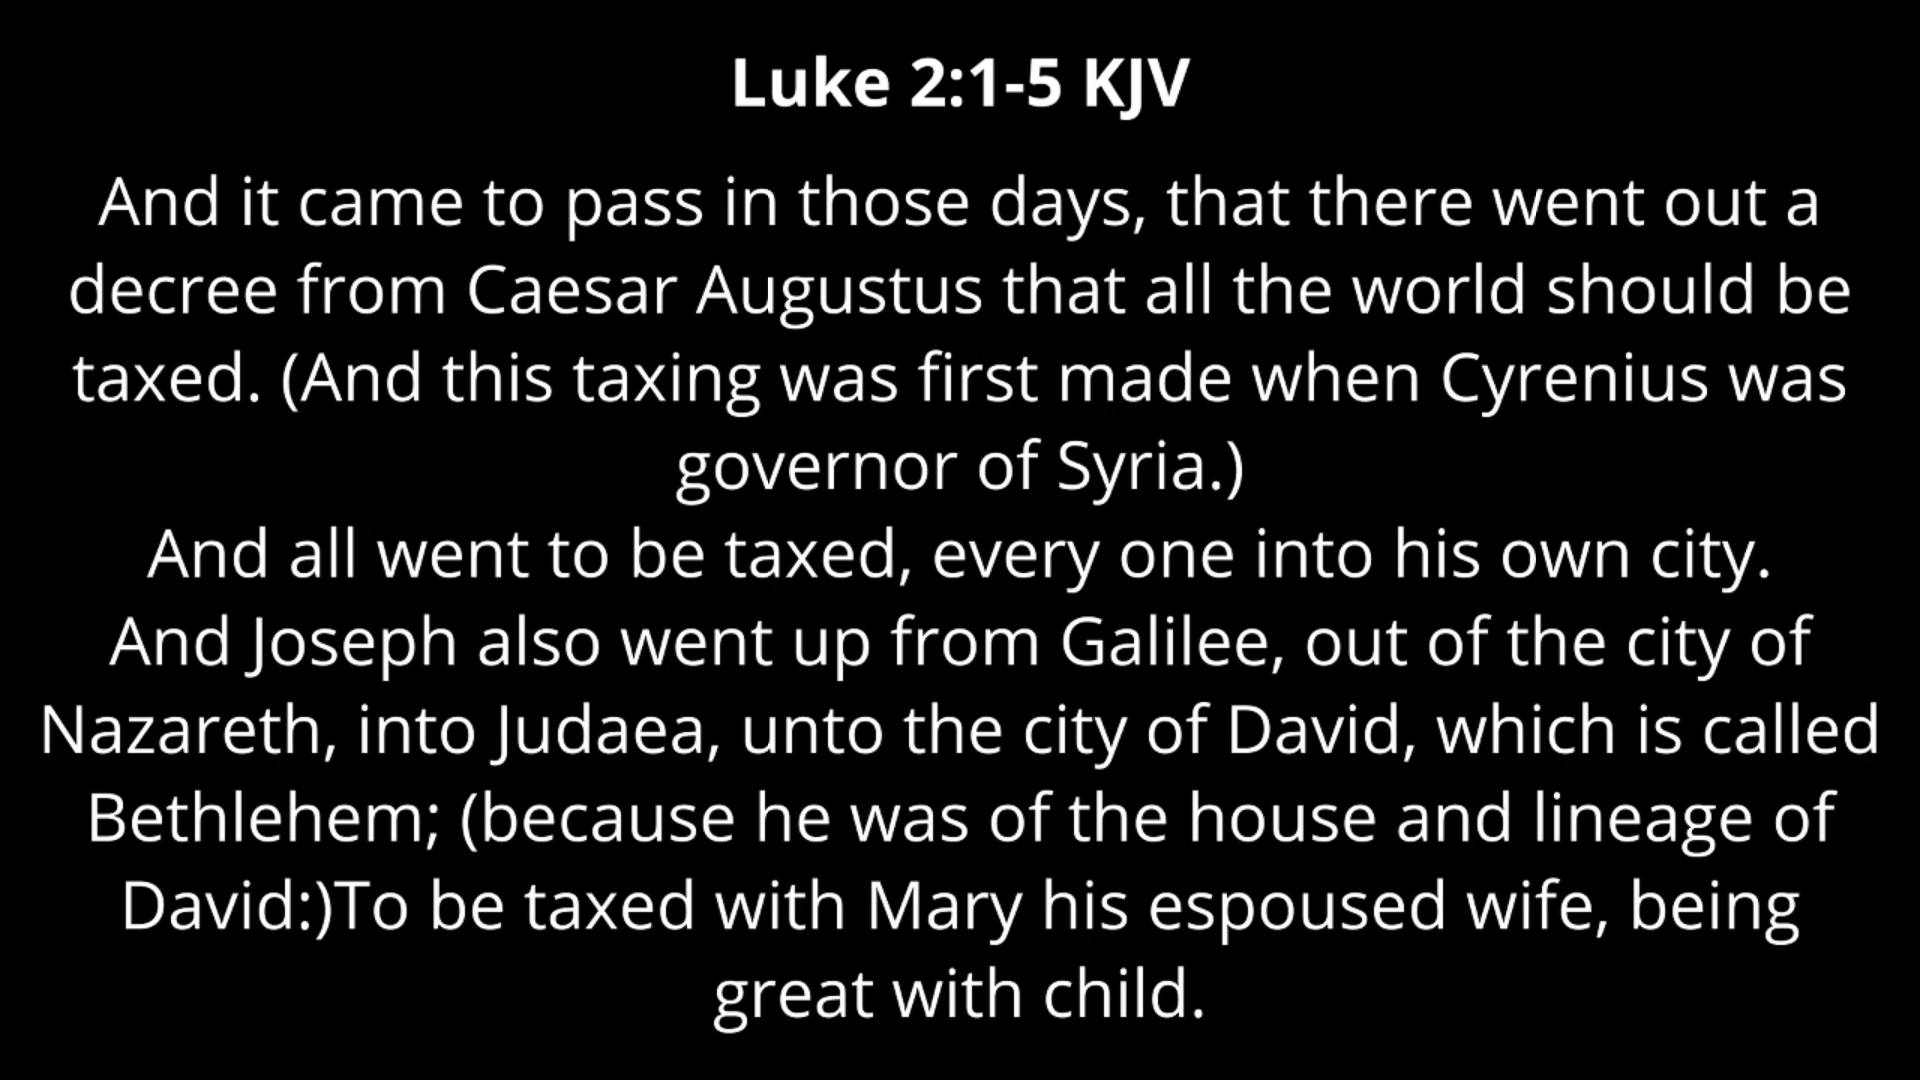 Luke 2:1-5 KJV
And it came to pass in those days, that there went out a
decree from Caesar Augustus that all the world should be
taxed. (And this taxing was first made when Cyrenius was
governor of Syria.)
And all went to be taxed, every one into his own city.
And Joseph also went up from Galilee, out of the city of
Nazareth, into Judaea, unto the city of David, which is called
Bethlehem; (because he was of the house and lineage of
David:)To be taxed with Mary his espoused wife, being
great with child.